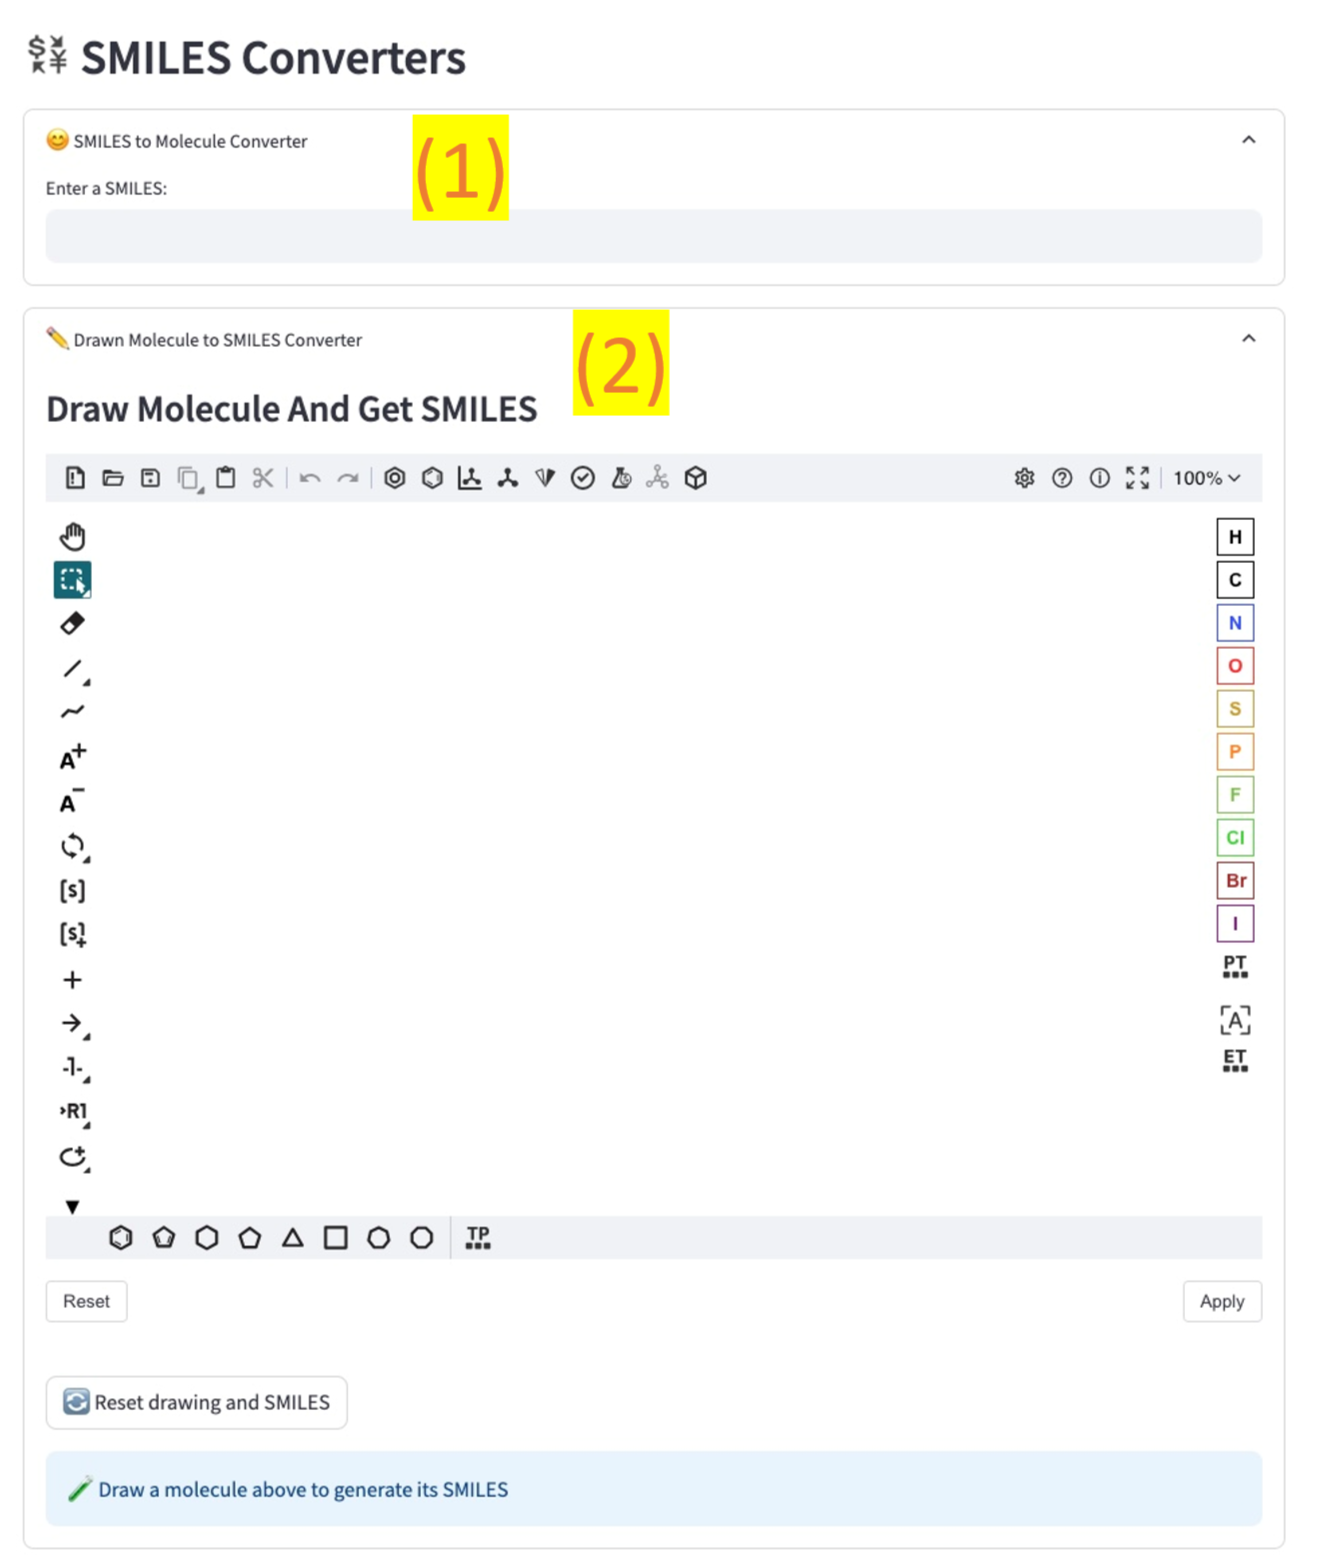 SMILES Converters
SMILES to Molecule Converter
(1)
Enter a SMILES:
Drawn Molecule to SMILES Converter
(2)
Draw Molecule And Get SMILES
100%
H
C
N
O
S
P
F
Cl
Br
I
PT
[A]
ET
A+
A−
[s]
[s]
-1-
›R1
TP
Reset
Apply
Reset drawing and SMILES
Draw a molecule above to generate its SMILES